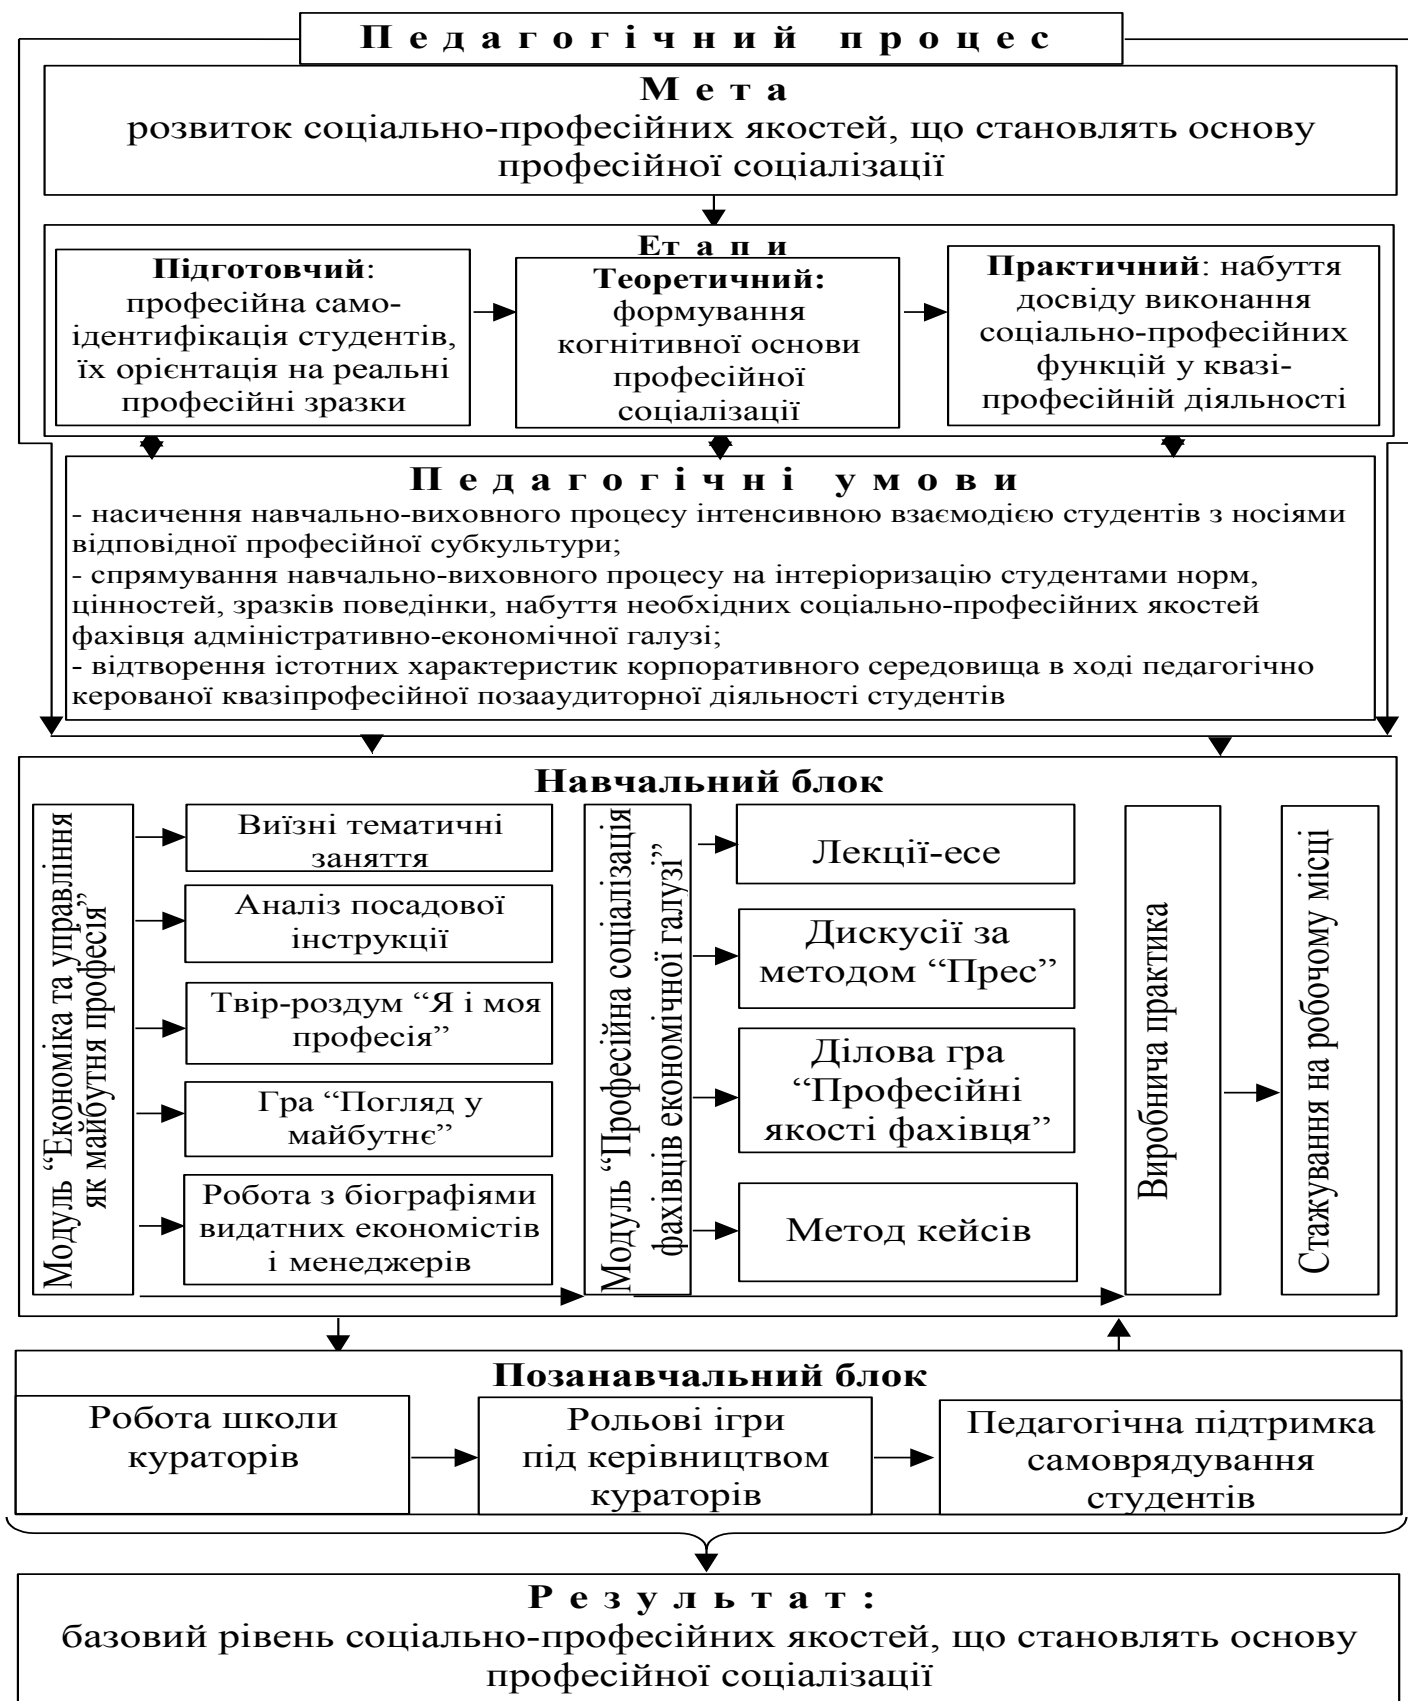 Педагогічний процес
Мета
розвиток соціально-професійних якостей, що становлять основу
професійної соціалізації
Етапи
Підготовчий:
професійна само-
ідентифікація студентів,
їх орієнтація на реальні
професійні зразки
Теоретичний:
формування
когнітивної основи
професійної
соціалізації
Практичний: набуття
досвіду виконання
соціально-професійних
функцій у квазі-
професійній діяльності
Педагогічні умови
- насичення навчально-виховного процесу інтенсивною взаємодією студентів з носіями
відповідної професійної субкультури;
- спрямування навчально-виховного процесу на інтеріоризацію студентами норм,
цінностей, зразків поведінки, набуття необхідних соціально-професійних якостей
фахівця адміністративно-економічної галузі;
- відтворення істотних характеристик корпоративного середовища в ході педагогічно
керованої квазіпрофесійної позааудиторної діяльності студентів
Навчальний блок
Модуль “Економіка та управління
як майбутня професія”
Виїзні тематичні
заняття
Аналіз посадової
інструкції
Твір-роздум “Я і моя
професія”
Гра “Погляд у
майбутнє”
Робота з біографіями
видатних економістів
і менеджерів
Модуль “Професійна соціалізація
фахівців економічної галузі”
Лекції-есе
Дискусії за
методом “Прес”
Ділова гра
“Професійні
якості фахівця”
Метод кейсів
Виробнича практика
Стажування на робочому місці
Позанавчальний блок
Робота школи
кураторів
Рольові ігри
під керівництвом
кураторів
Педагогічна підтримка
самоврядування
студентів
Результат:
базовий рівень соціально-професійних якостей, що становлять основу
професійної соціалізації